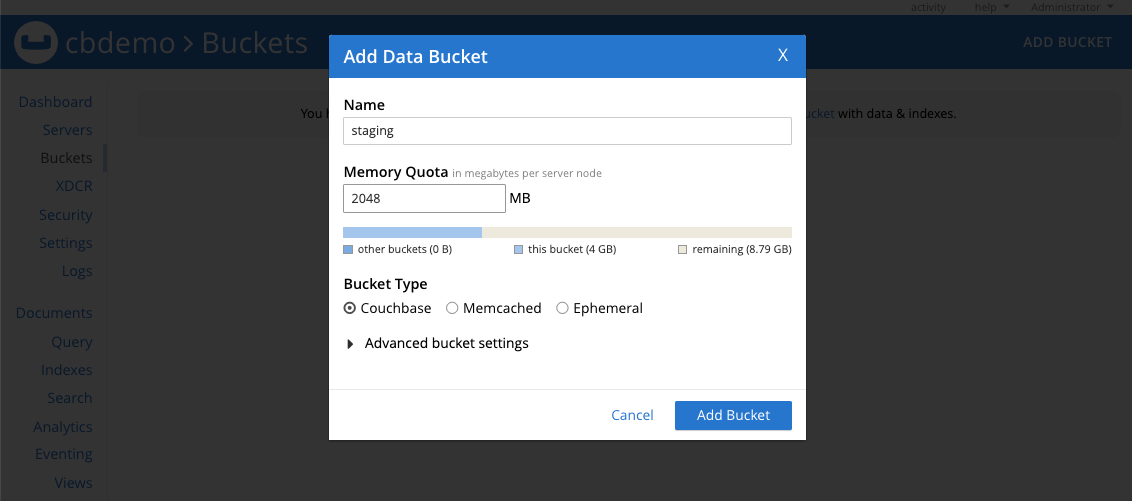 activity help Administrator
cbdemo > Buckets ADD BUCKET
Add Data Bucket X
Dashboard
Servers
Buckets
XDCR
Security
Settings
Logs
Documents
Query
Indexes
Search
Analytics
Eventing
Views
You
with data & indexes.
Name
staging
Memory Quota in megabytes per server node
2048 MB
other buckets (0 B) this bucket (4 GB) remaining (8.79 GB)
Bucket Type
Couchbase Memcached Ephemeral
Advanced bucket settings
Cancel Add Bucket